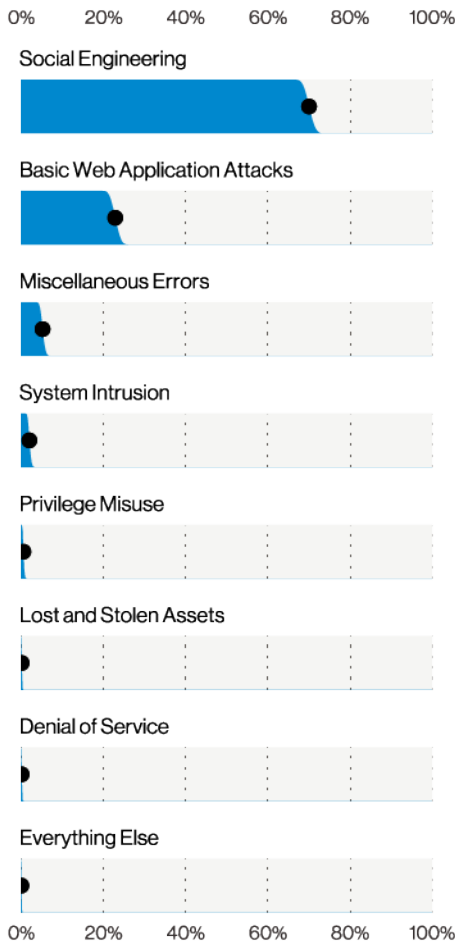 0% 20% 40% 60% 80% 100%
Social Engineering
Basic Web Application Attacks
Miscellaneous Errors
System Intrusion
Privilege Misuse
Lost and Stolen Assets
Denial of Service
Everything Else
0% 20% 40% 60% 80% 100%